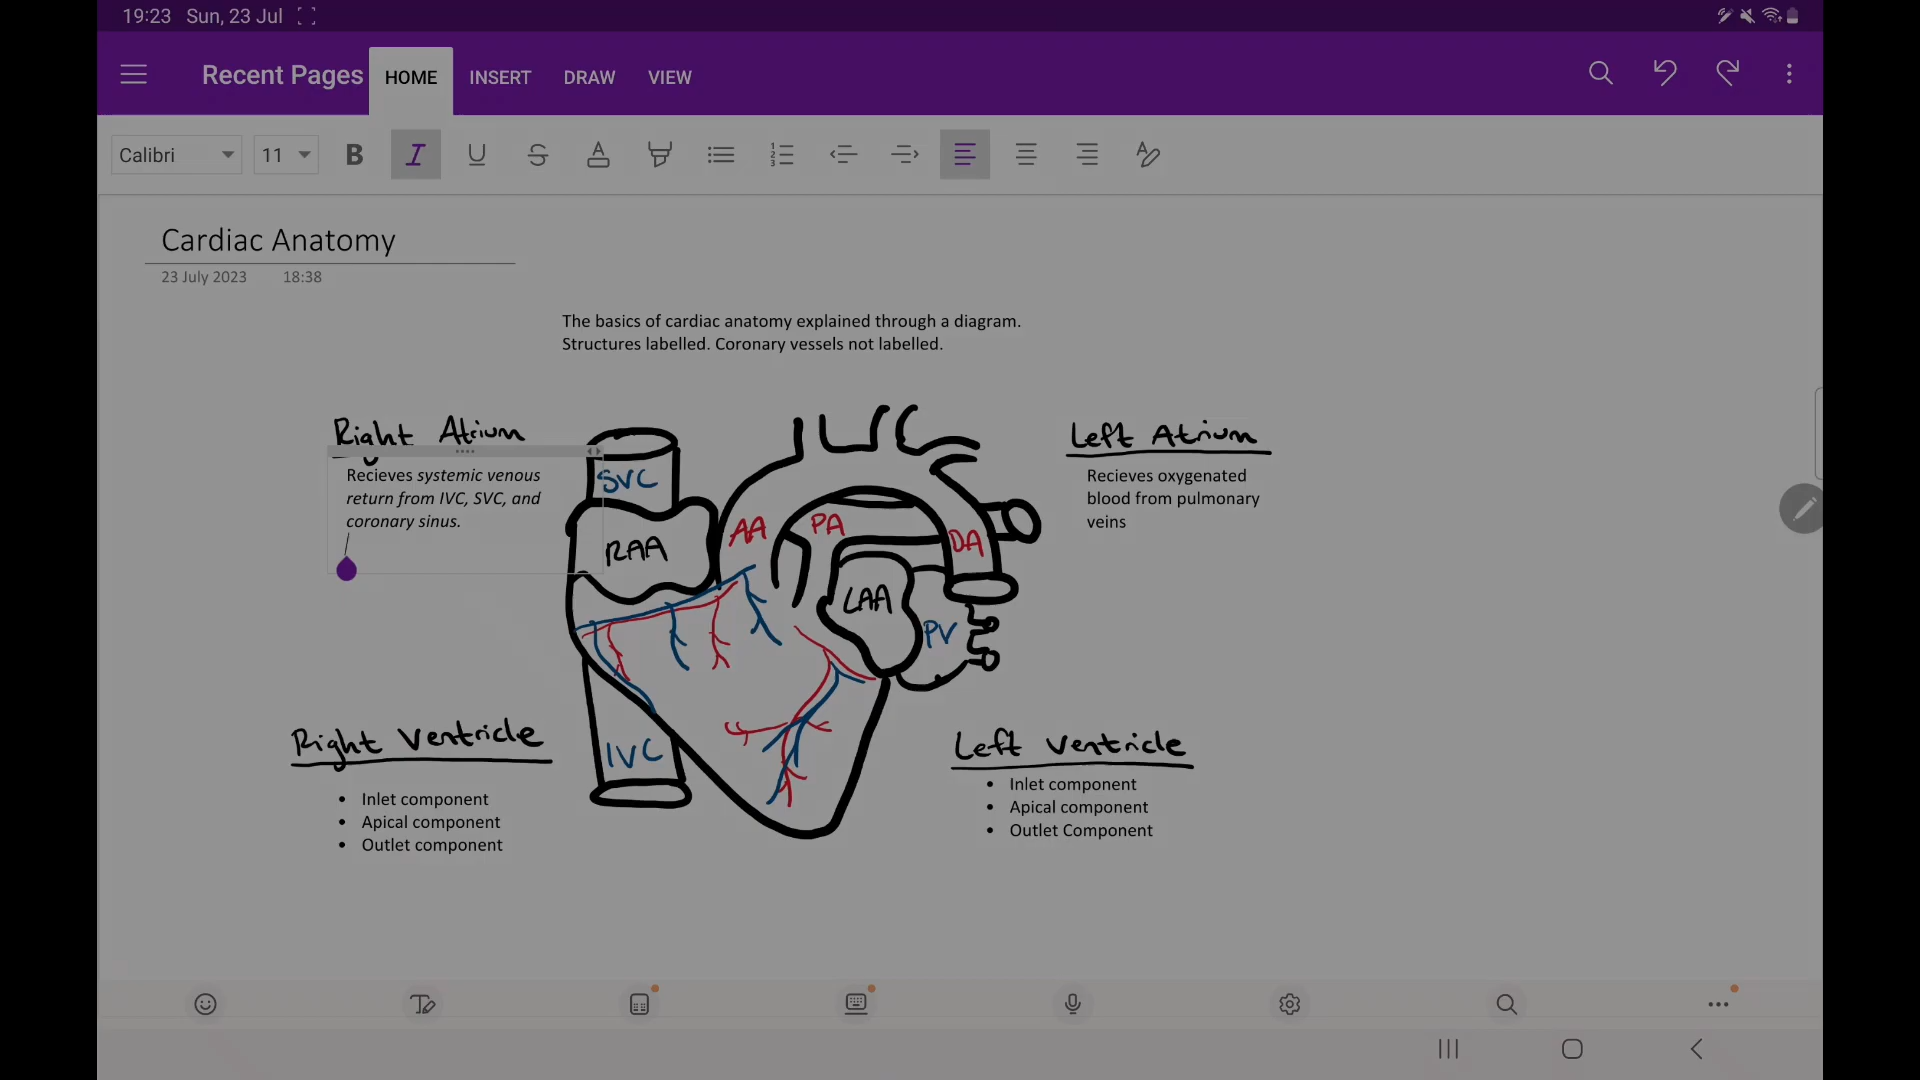 19:23 Sun, 23 Jul
Recent Pages HOME INSERT DRAW VIEW
Calibri 11 B I U S A
Cardiac Anatomy
23 July 2023 18:38
The basics of cardiac anatomy explained through a diagram.
Structures labelled. Coronary vessels not labelled.
Right Atrium
Recieves systemic venous
return from IVC, SVC, and
coronary sinus.
SVC
RAA
AA
PA
DA
LAA
PV
IVC
Left Atrium
Recieves oxygenated
blood from pulmonary
veins
Right Ventricle
• Inlet component
• Apical component
• Outlet component
Left Ventricle
• Inlet component
• Apical component
• Outlet Component